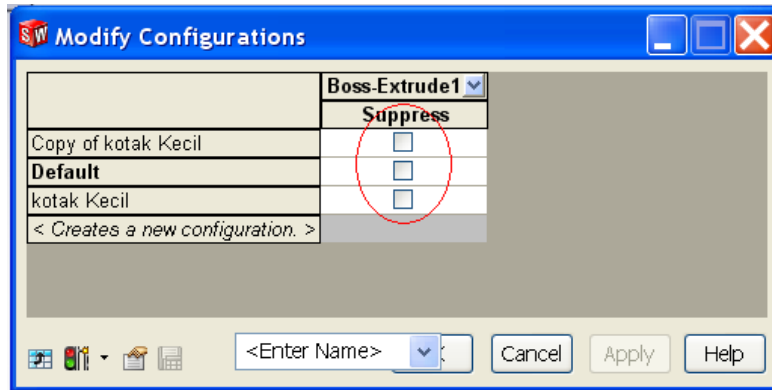 SW Modify Configurations
Boss-Extrude1
Suppress
Copy of kotak Kecil
Default
kotak Kecil
< Creates a new configuration. >
<Enter Name> Cancel Apply Help